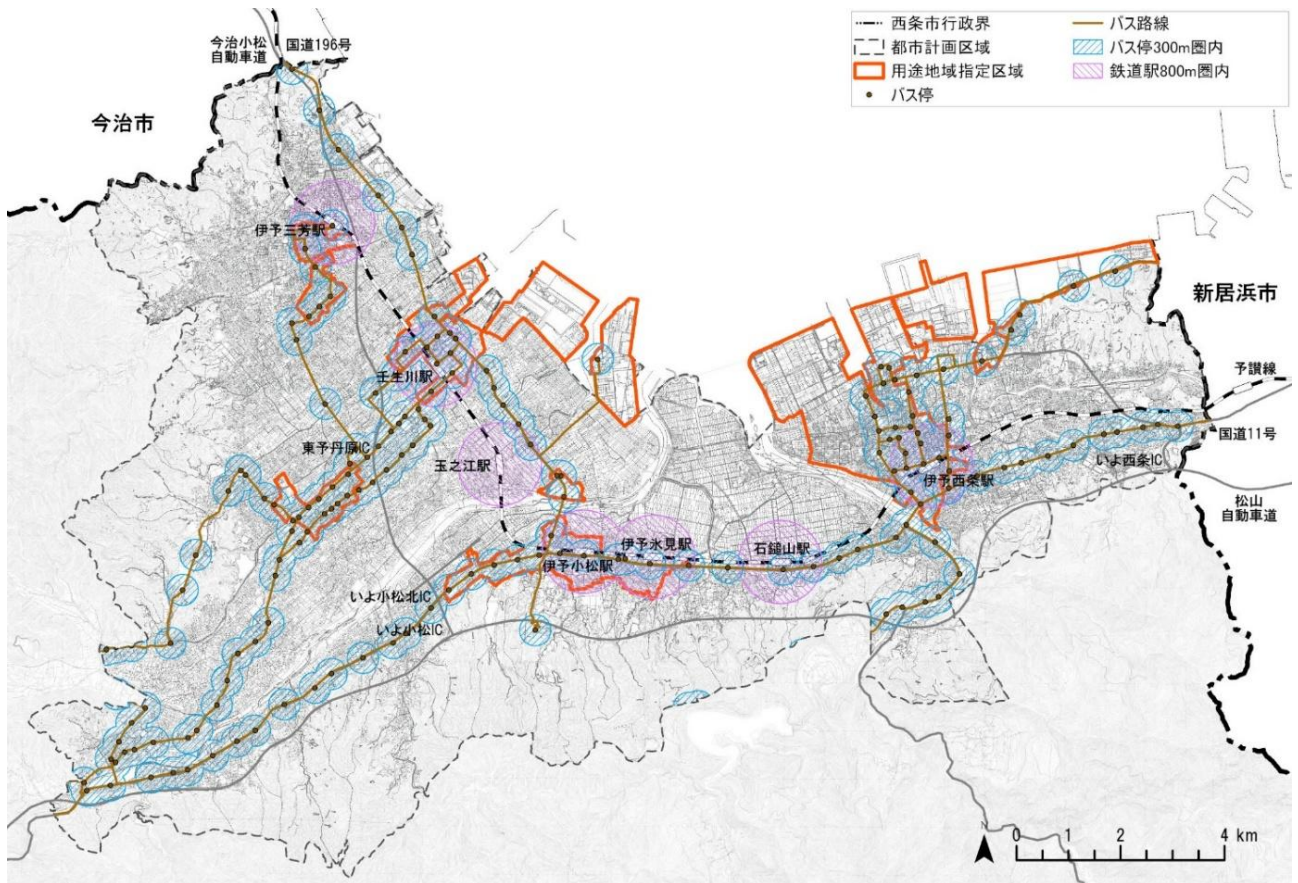 西条市行政界
都市計画区域
用途地域指定区域
バス停
バス路線
バス停300m圏内
鉄道駅800m圏内
今治小松
自動車道
国道196号
今治市
伊予三芳駅
新居浜市
壬生川駅
予讃線
国道11号
東予丹原IC
玉之江駅
いよ西条IC
伊予西条駅
松山
自動車道
伊予氷見駅
石鎚山駅
伊予小松駅
いよ小松北IC
いよ小松IC
N
0 1 2 4 km